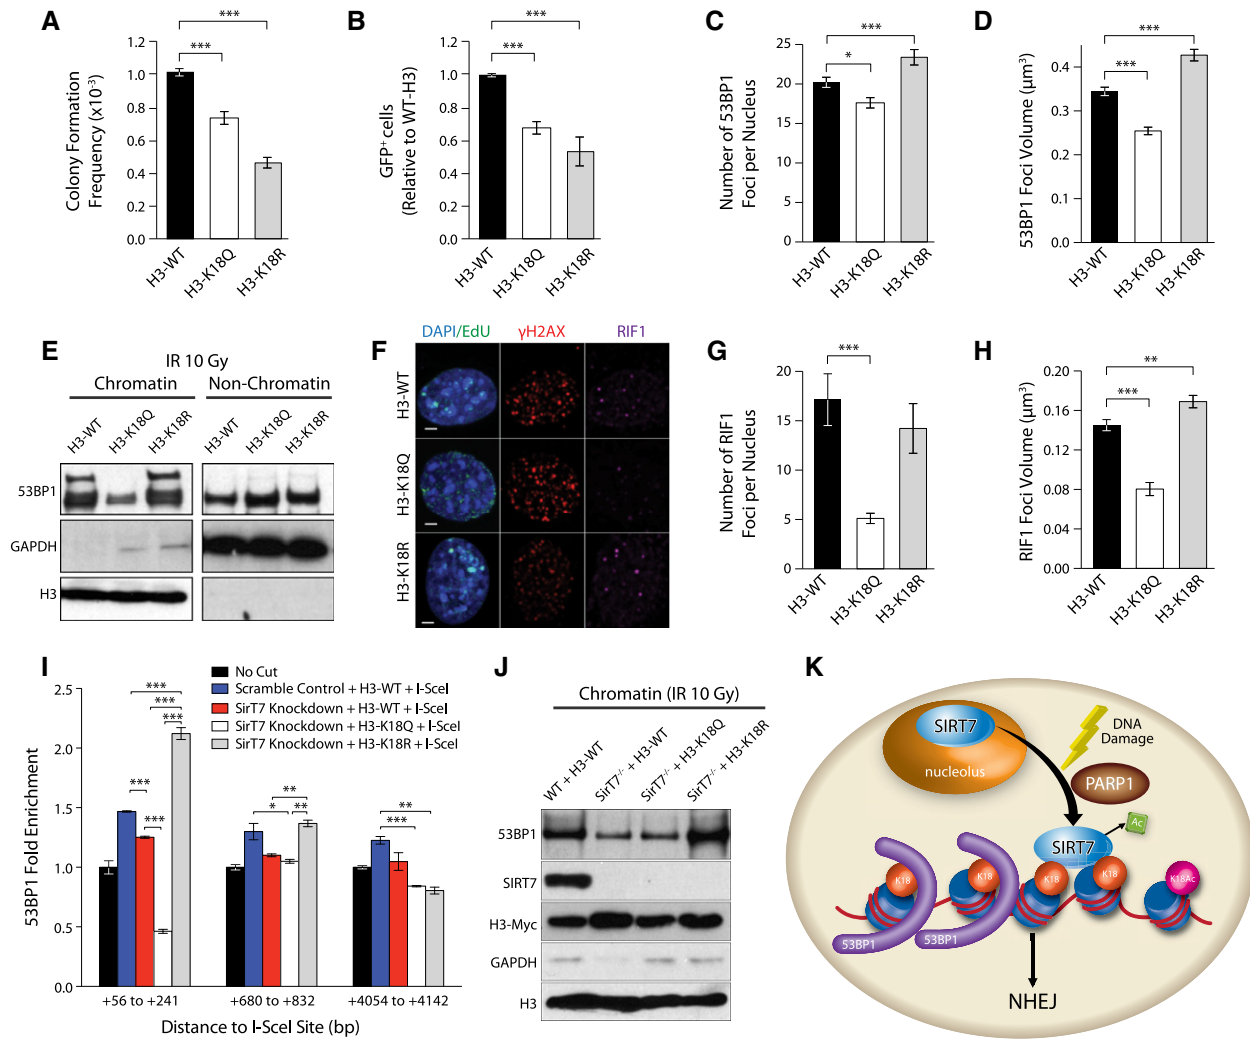 A
***
***
Colony Formation
Frequency (x10-3)
1.2
1.0
0.8
0.6
0.4
0.2
0.0
H3-WT
H3-K18Q
H3-K18R
B
***
***
GFP+ cells
(Relative to WT-H3)
1.2
1.0
0.8
0.6
0.4
0.2
0.0
H3-WT
H3-K18Q
H3-K18R
C
***
*
Number of 53BP1
Foci per Nucleus
25
20
15
10
5
0
H3-WT
H3-K18Q
H3-K18R
D
***
***
53BP1 Foci Volume (µm³)
0.4
0.3
0.2
0.1
0.0
H3-WT
H3-K18Q
H3-K18R
E
IR 10 Gy
Chromatin
Non-Chromatin
H3-WT
H3-K18Q
H3-K18R
H3-WT
H3-K18Q
H3-K18R
53BP1
GAPDH
H3
F
DAPI/EdU
γH2AX
RIF1
H3-WT
H3-K18Q
H3-K18R
G
***
Number of RIF1
Foci per Nucleus
20
15
10
5
0
H3-WT
H3-K18Q
H3-K18R
H
**
***
RIF1 Foci Volume (µm³)
0.20
0.16
0.12
0.08
0.04
0.00
H3-WT
H3-K18Q
H3-K18R
I
No Cut
Scramble Control + H3-WT + I-SceI
SirT7 Knockdown + H3-WT + I-SceI
SirT7 Knockdown + H3-K18Q + I-SceI
SirT7 Knockdown + H3-K18R + I-SceI
53BP1 Fold Enrichment
2.5
2.0
1.5
1.0
0.5
0.0
***
***
***
***
***
**
*
**
**
***
+56 to +241
+680 to +832
+4054 to +4142
Distance to I-SceI Site (bp)
J
Chromatin (IR 10 Gy)
WT + H3-WT
SirT7-/- + H3-WT
SirT7-/- + H3-K18Q
SirT7-/- + H3-K18R
53BP1
SIRT7
H3-Myc
GAPDH
H3
K
SIRT7
nucleolus
DNA
Damage
PARP1
Ac
SIRT7
K18
K18
K18
K18
K18Ac
53BP1
53BP1
NHEJ